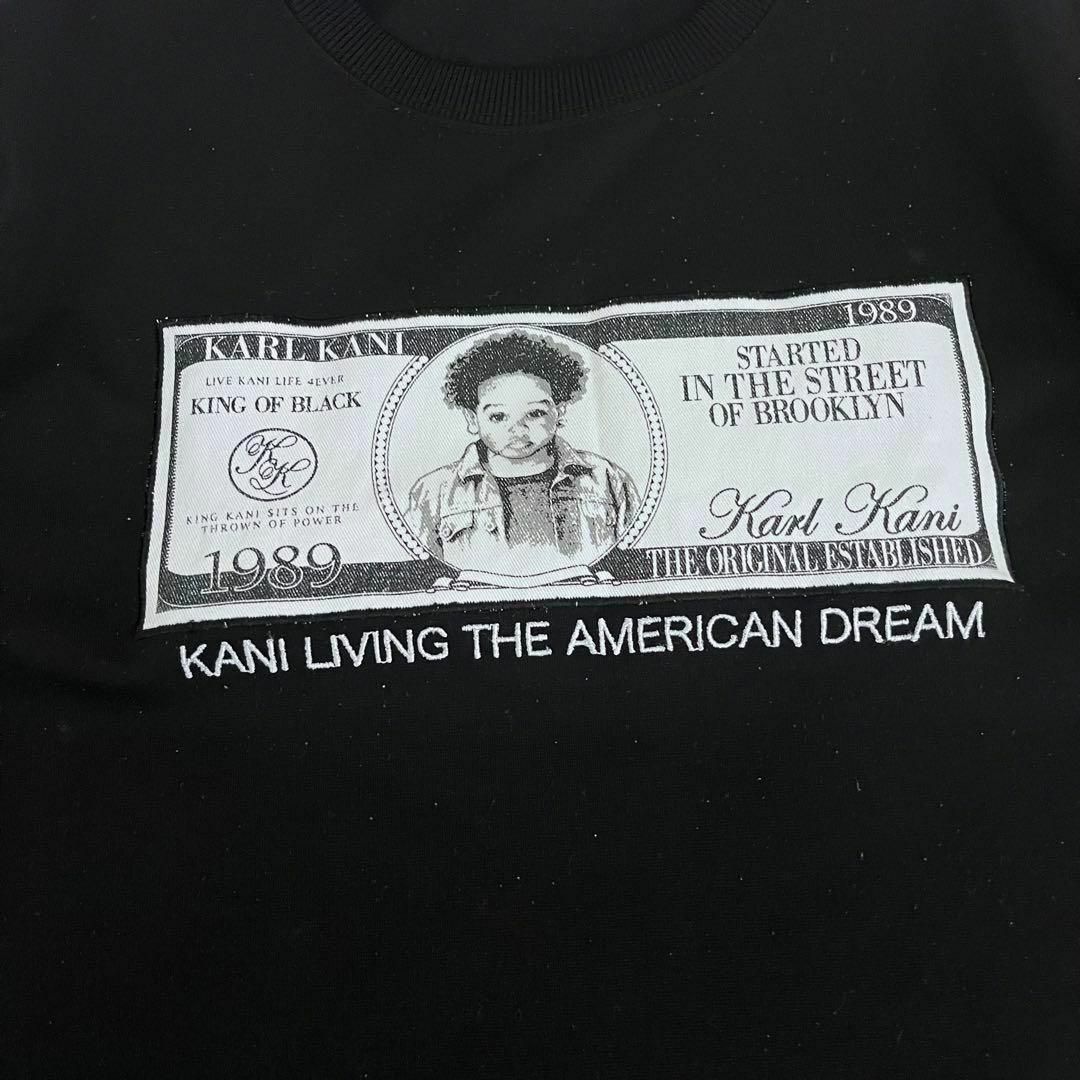 KARL KANI
LIVE KANI LIFE 4EVER
KING OF BLACK
KK
KING KANI SITS ON THE
THROWN OF POWER
1989
1989
STARTED
IN THE STREET
OF BROOKLYN
Karl Kani
THE ORIGINAL ESTABLISHED
KANI LIVING THE AMERICAN DREAM